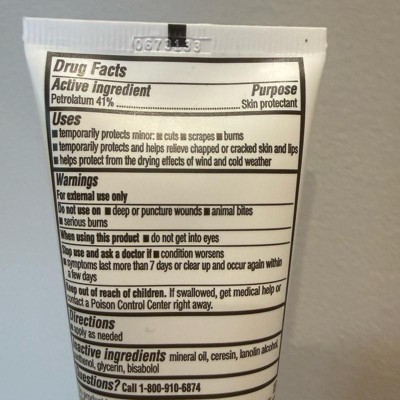 0673133
Drug Facts
Active ingredient Purpose
Petrolatum 41% Skin protectant
Uses
■ temporarily protects minor: ■ cuts ■ scrapes ■ burns
■ temporarily protects and helps relieve chapped or cracked skin and lips
■ helps protect from the drying effects of wind and cold weather
Warnings
For external use only
Do not use on ■ deep or puncture wounds ■ animal bites
■ serious burns
When using this product ■ do not get into eyes
Stop use and ask a doctor if ■ condition worsens
■ symptoms last more than 7 days or clear up and occur again within
a few days
Keep out of reach of children. If swallowed, get medical help or
contact a Poison Control Center right away.
Directions
apply as needed
Inactive ingredients mineral oil, ceresin, lanolin alcohol,
glycerin, bisabolol
Questions? Call 1-800-910-6874